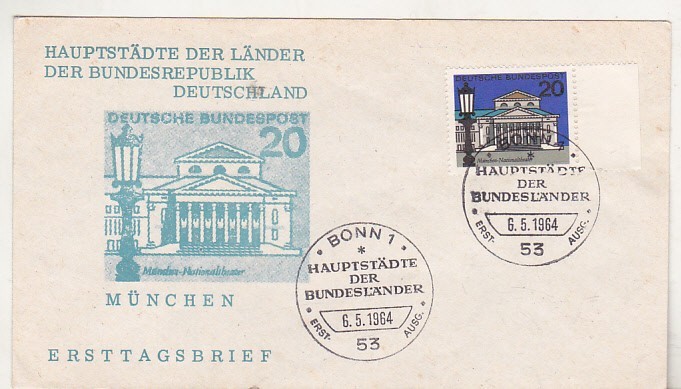 HAUPTSTÄDTE DER LÄNDER
DER BUNDESREPUBLIK
DEUTSCHLAND
DEUTSCHE BUNDESPOST
20
München-Nationaltheater
MÜNCHEN
ERSTTAGSBRIEF
DEUTSCHE BUNDESPOST
20
München-Nationaltheater
BONN 1
*
HAUPTSTÄDTE
DER
BUNDESLÄNDER
6.5.1964
ERST- AUSG.
53
BONN
*
HAUPTSTÄDTE
DER
BUNDESLÄNDER
6.5.1964
ERST- AUSG.
53